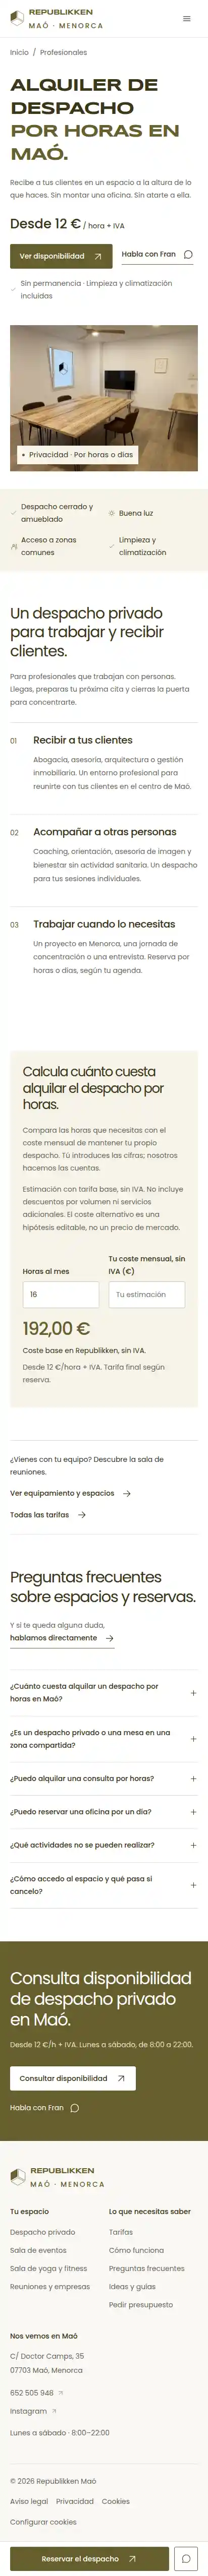 REPUBLIKKEN
MAÓ · MENORCA
Inicio / Profesionales
ALQUILER DE
DESPACHO
POR HORAS EN
MAÓ.
Recibe a tus clientes en un espacio a la altura de lo
que haces. Sin montar una oficina. Sin atarte a ella.
Desde 12 € / hora + IVA
Ver disponibilidad
Habla con Fran
Sin permanencia · Limpieza y climatización
incluidas
Privacidad · Por horas o días
Despacho cerrado y
amueblado
Buena luz
Acceso a zonas
comunes
Limpieza y
climatización
Un despacho privado
para trabajar y recibir
clientes.
Para profesionales que trabajan con personas.
Llegas, preparas tu próxima cita y cierras la puerta
para concentrarte.
01 Recibir a tus clientes
Abogacía, asesoría, arquitectura o gestión
inmobiliaria. Un entorno profesional para
reunirte con tus clientes en el centro de Maó.
02 Acompañar a otras personas
Coaching, orientación, asesoría de imagen y
bienestar sin actividad sanitaria. Un despacho
para tus sesiones individuales.
03 Trabajar cuando lo necesitas
Un proyecto en Menorca, una jornada de
concentración o una entrevista. Reserva por
horas o días, según tu agenda.
Calcula cuánto cuesta
alquilar el despacho por
horas.
Compara las horas que necesitas con el
coste mensual de mantener tu propio
despacho. Tú introduces las cifras; nosotros
hacemos las cuentas.
Estimación con tarifa base, sin IVA. No incluye
descuentos por volumen ni servicios
adicionales. El coste alternativo es una
hipótesis editable, no un precio de mercado.
Horas al mes
Tu coste mensual, sin
IVA (€)
16
Tu estimación
192,00 €
Coste base en Republikken, sin IVA.
Desde 12 €/hora + IVA. Tarifa final según
reserva.
¿Vienes con tu equipo? Descubre la sala de
reuniones.
Ver equipamiento y espacios
Todas las tarifas
Preguntas frecuentes
sobre espacios y reservas.
Y si te queda alguna duda,
hablamos directamente
¿Cuánto cuesta alquilar un despacho por
horas en Maó?
¿Es un despacho privado o una mesa en una
zona compartida?
¿Puedo alquilar una consulta por horas?
¿Puedo reservar una oficina por un día?
¿Qué actividades no se pueden realizar?
¿Cómo accedo al espacio y qué pasa si
cancelo?
Consulta disponibilidad
de despacho privado
en Maó.
Desde 12 €/h + IVA. Lunes a sábado, de 8:00 a 22:00.
Consultar disponibilidad
Habla con Fran
REPUBLIKKEN
MAÓ · MENORCA
Tu espacio
Despacho privado
Sala de eventos
Sala de yoga y fitness
Reuniones y empresas
Lo que necesitas saber
Tarifas
Cómo funciona
Preguntas frecuentes
Ideas y guías
Pedir presupuesto
Nos vemos en Maó
C/ Doctor Camps, 35
07703 Maó, Menorca
652 505 948
Instagram
Lunes a sábado · 8:00–22:00
© 2026 Republikken Maó
Aviso legal Privacidad Cookies
Configurar cookies
Reservar el despacho